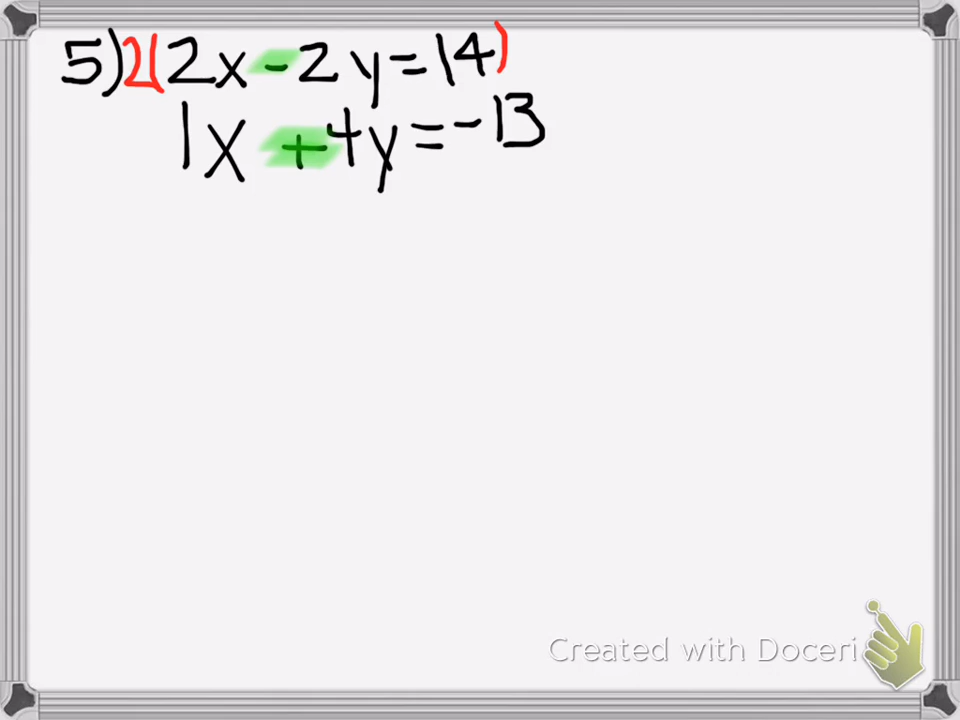 5) 2(2x - 2y = 14)
1x + 4y = -13
Created with Doceri